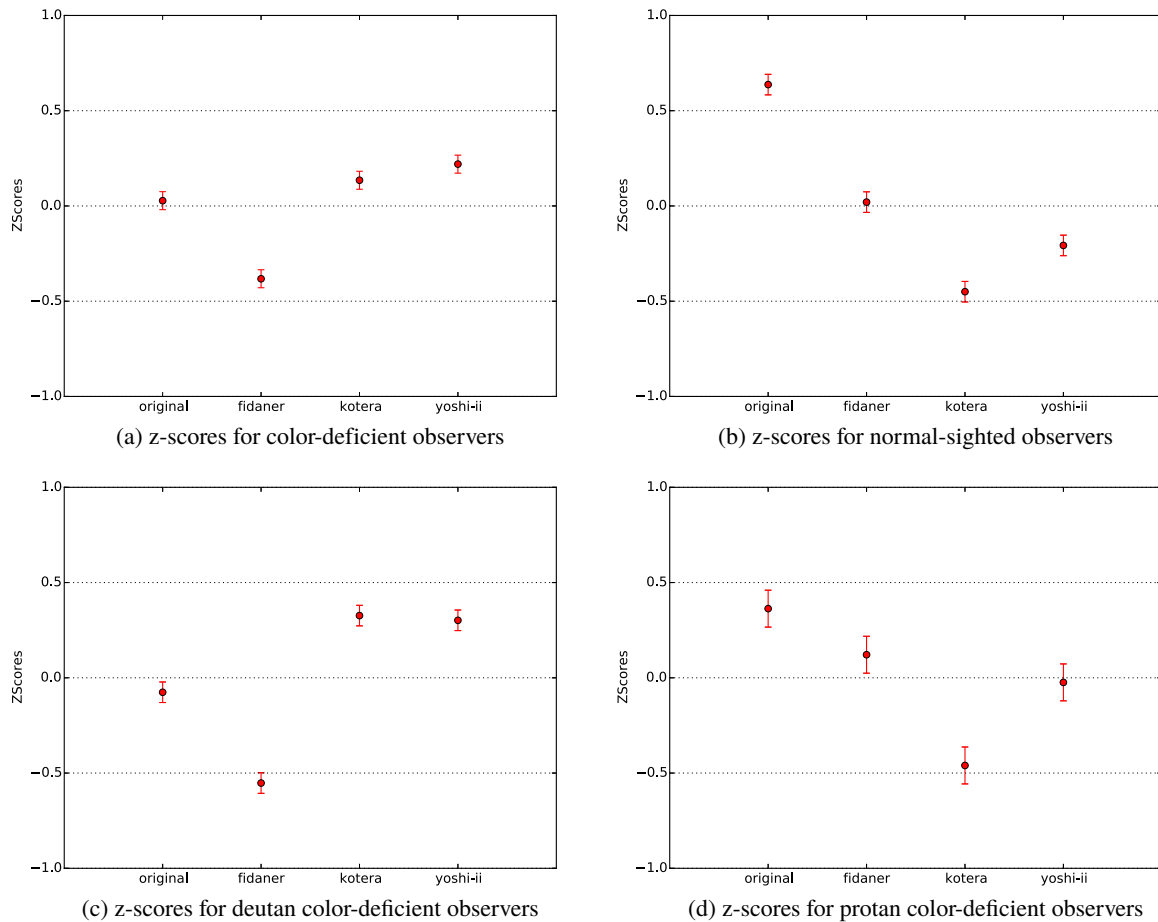 1.0
0.5
0.0
−0.5
−1.0
ZScores
original fidaner kotera yoshi-ii
(a) z-scores for color-deficient observers
1.0
0.5
0.0
−0.5
−1.0
ZScores
original fidaner kotera yoshi-ii
(b) z-scores for normal-sighted observers
1.0
0.5
0.0
−0.5
−1.0
ZScores
original fidaner kotera yoshi-ii
(c) z-scores for deutan color-deficient observers
1.0
0.5
0.0
−0.5
−1.0
ZScores
original fidaner kotera yoshi-ii
(d) z-scores for protan color-deficient observers